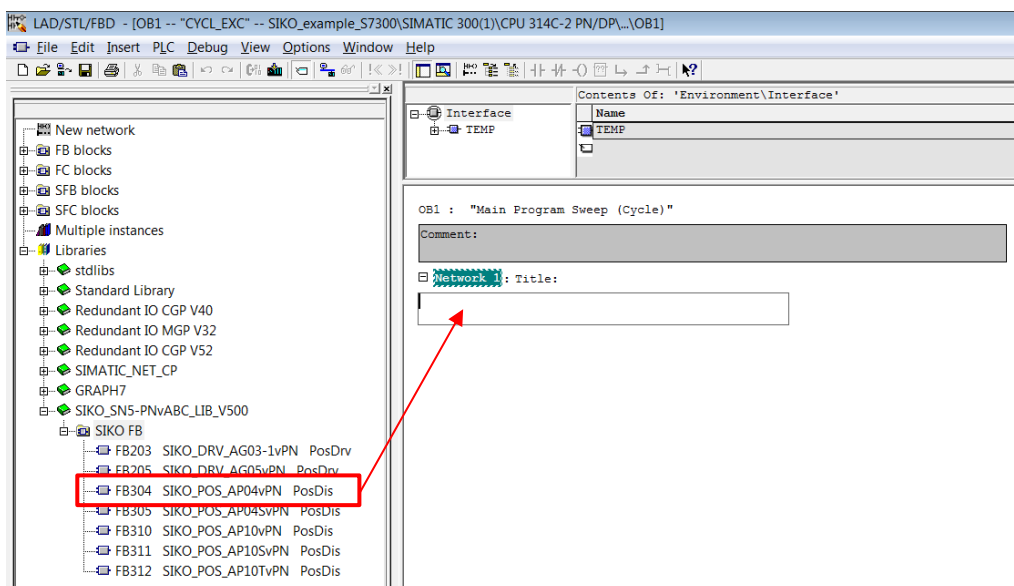 LAD/STL/FBD - [OB1 -- "CYCL_EXC" -- SIKO_example_S7300\SIMATIC 300(1)\CPU 314C-2 PN/DP\...\OB1]
File Edit Insert PLC Debug View Options Window Help
New network
FB blocks
FC blocks
SFB blocks
SFC blocks
Multiple instances
Libraries
stdlibs
Standard Library
Redundant IO CGP V40
Redundant IO MGP V32
Redundant IO CGP V52
SIMATIC_NET_CP
GRAPH7
SIKO_SN5-PNvABC_LIB_V500
SIKO FB
FB203 SIKO_DRV_AG03-1vPN PosDrv
FB205 SIKO_DRV_AG05vPN PosDrv
FB304 SIKO_POS_AP04vPN PosDis
FB305 SIKO_POS_AP04SvPN PosDis
FB310 SIKO_POS_AP10vPN PosDis
FB311 SIKO_POS_AP10SvPN PosDis
FB312 SIKO_POS_AP10TvPN PosDis
Interface
TEMP
Contents Of: 'Environment\Interface'
Name
TEMP
OB1 : "Main Program Sweep (Cycle)"
Comment:
Network 1: Title: